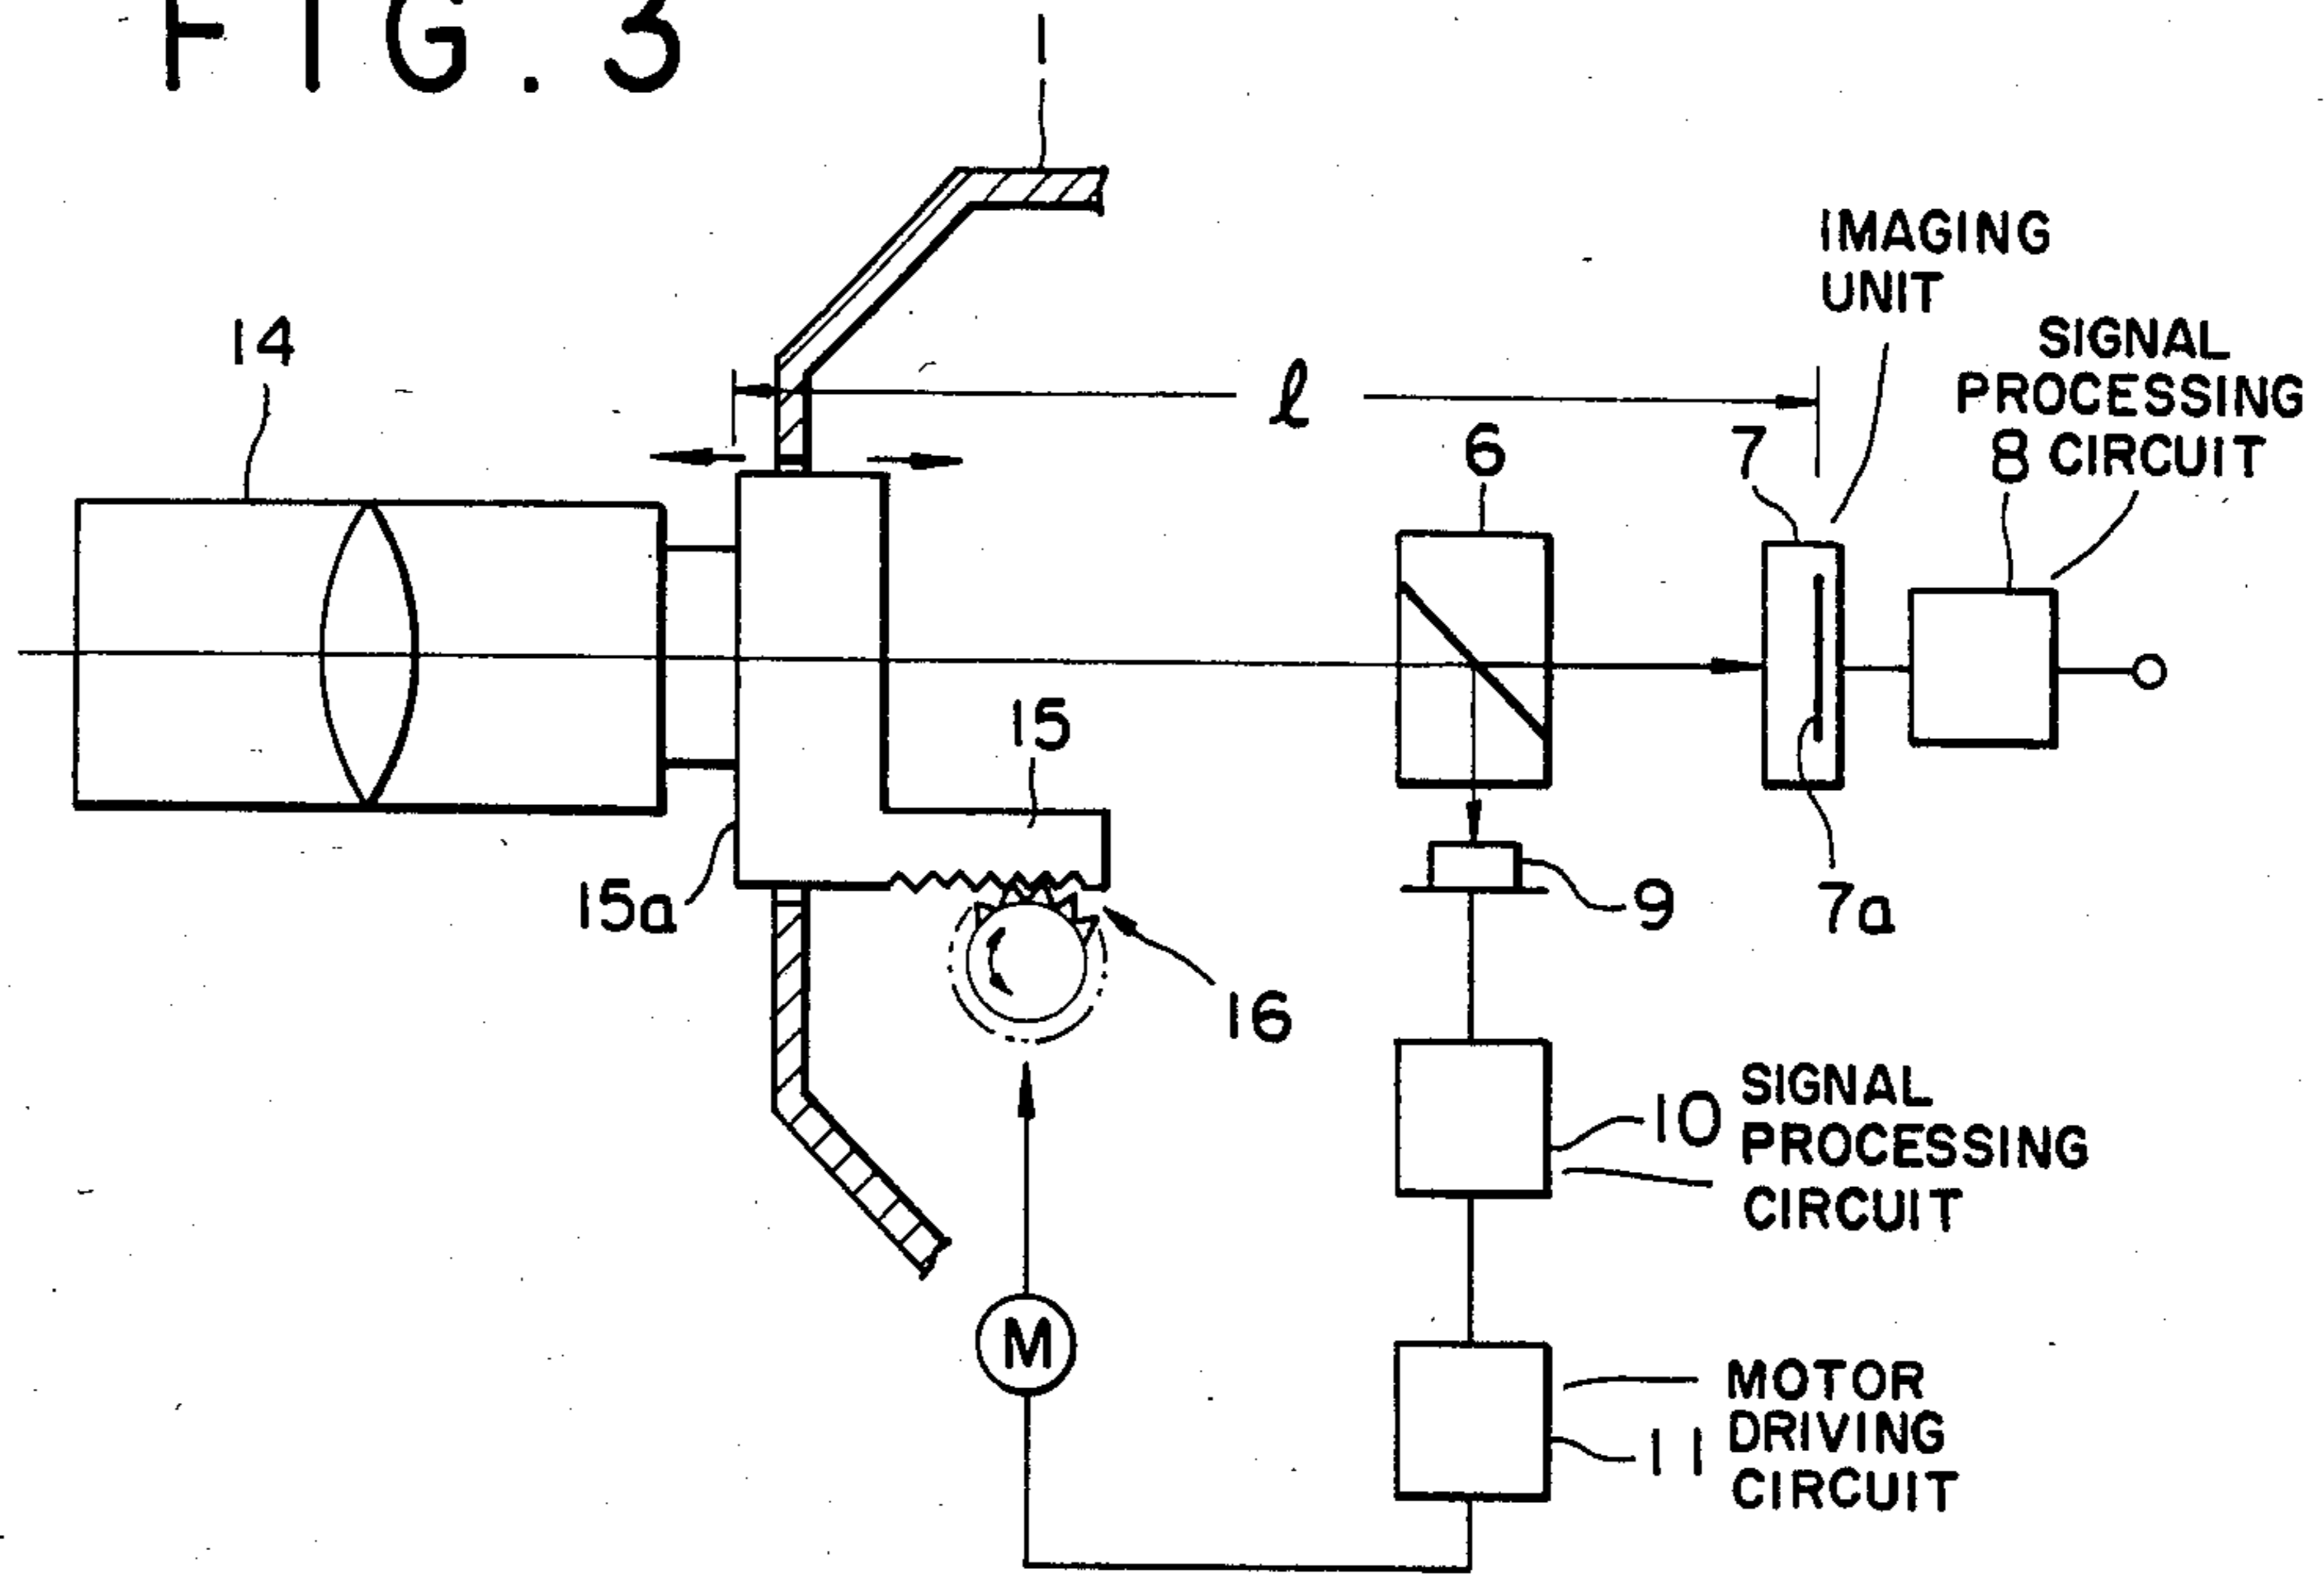 FIG. 3
1
IMAGING
UNIT
14
SIGNAL
PROCESSING
CIRCUIT
ℓ
6
7
8
15
15a
9
7a
16
10
SIGNAL
PROCESSING
CIRCUIT
M
MOTOR
DRIVING
CIRCUIT
11